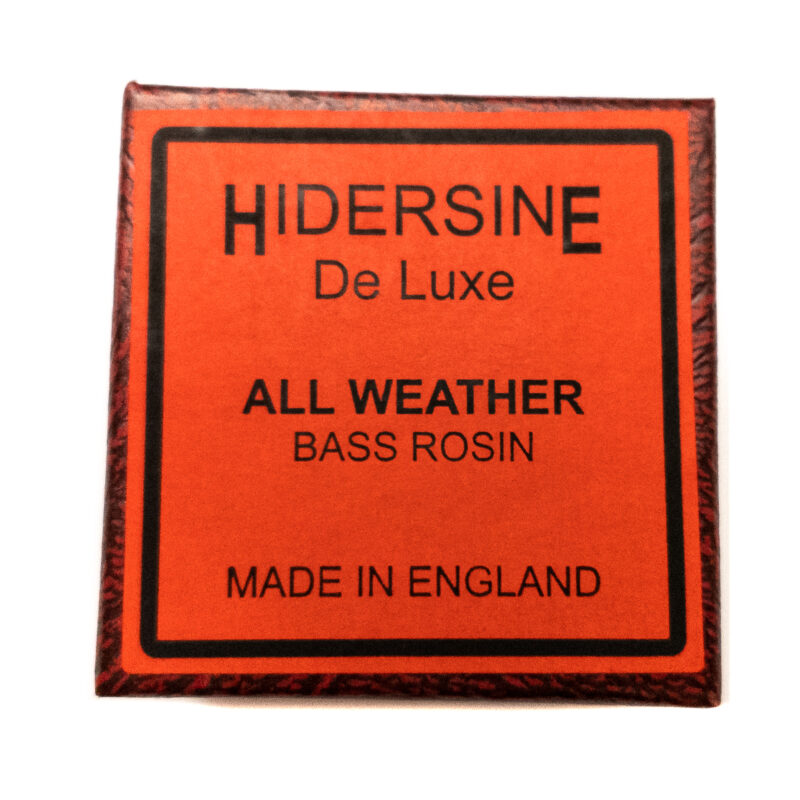 HIDERSINE
De Luxe
ALL WEATHER
BASS ROSIN
MADE IN ENGLAND